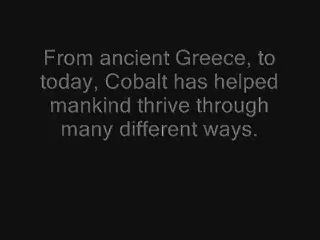 From ancient Greece, to
today, Cobalt has helped
mankind thrive through
many different ways.